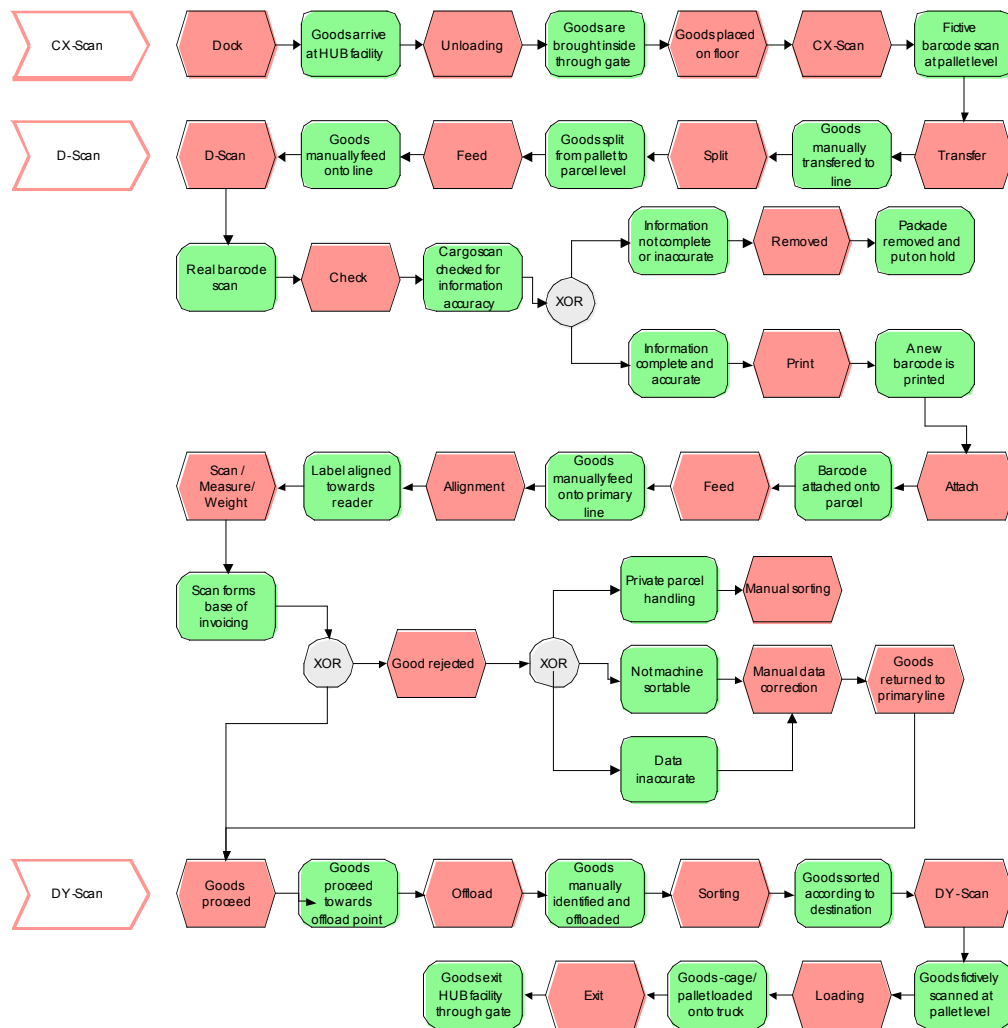 CX-Scan
Dock
Goods arrive
at HUB facility
Unloading
Goods are
brought inside
through gate
Goods placed
on floor
CX-Scan
Fictive
barcode scan
at pallet level
D-Scan
D-Scan
Goods
manually feed
onto line
Feed
Goods split
from pallet to
parcel level
Split
Goods
manually
transfered to
line
Transfer
Real barcode
scan
Check
Cargoscan
checked for
information
accuracy
XOR
Information
not complete
or inaccurate
Removed
Package
removed and
put on hold
Information
complete and
accurate
Print
A new
barcode is
printed
Scan /
Measure/
Weight
Label aligned
towards
reader
Allignment
Goods
manually feed
onto primary
line
Feed
Barcode
attached onto
parcel
Attach
Scan forms
base of
invoicing
XOR
Good rejected
XOR
Private parcel
handling
Manual sorting
Not machine
sortable
Manual data
correction
Goods
returned to
primary line
Data
inaccurate
DY-Scan
Goods
proceed
Goods
proceed
towards
offload point
Offload
Goods
manually
identified and
offloaded
Sorting
Goods sorted
according to
destination
DY-Scan
Goods exit
HUB facility
through gate
Exit
Goods -cage/
pallet loaded
onto truck
Loading
Goods fictively
scanned at
pallet level